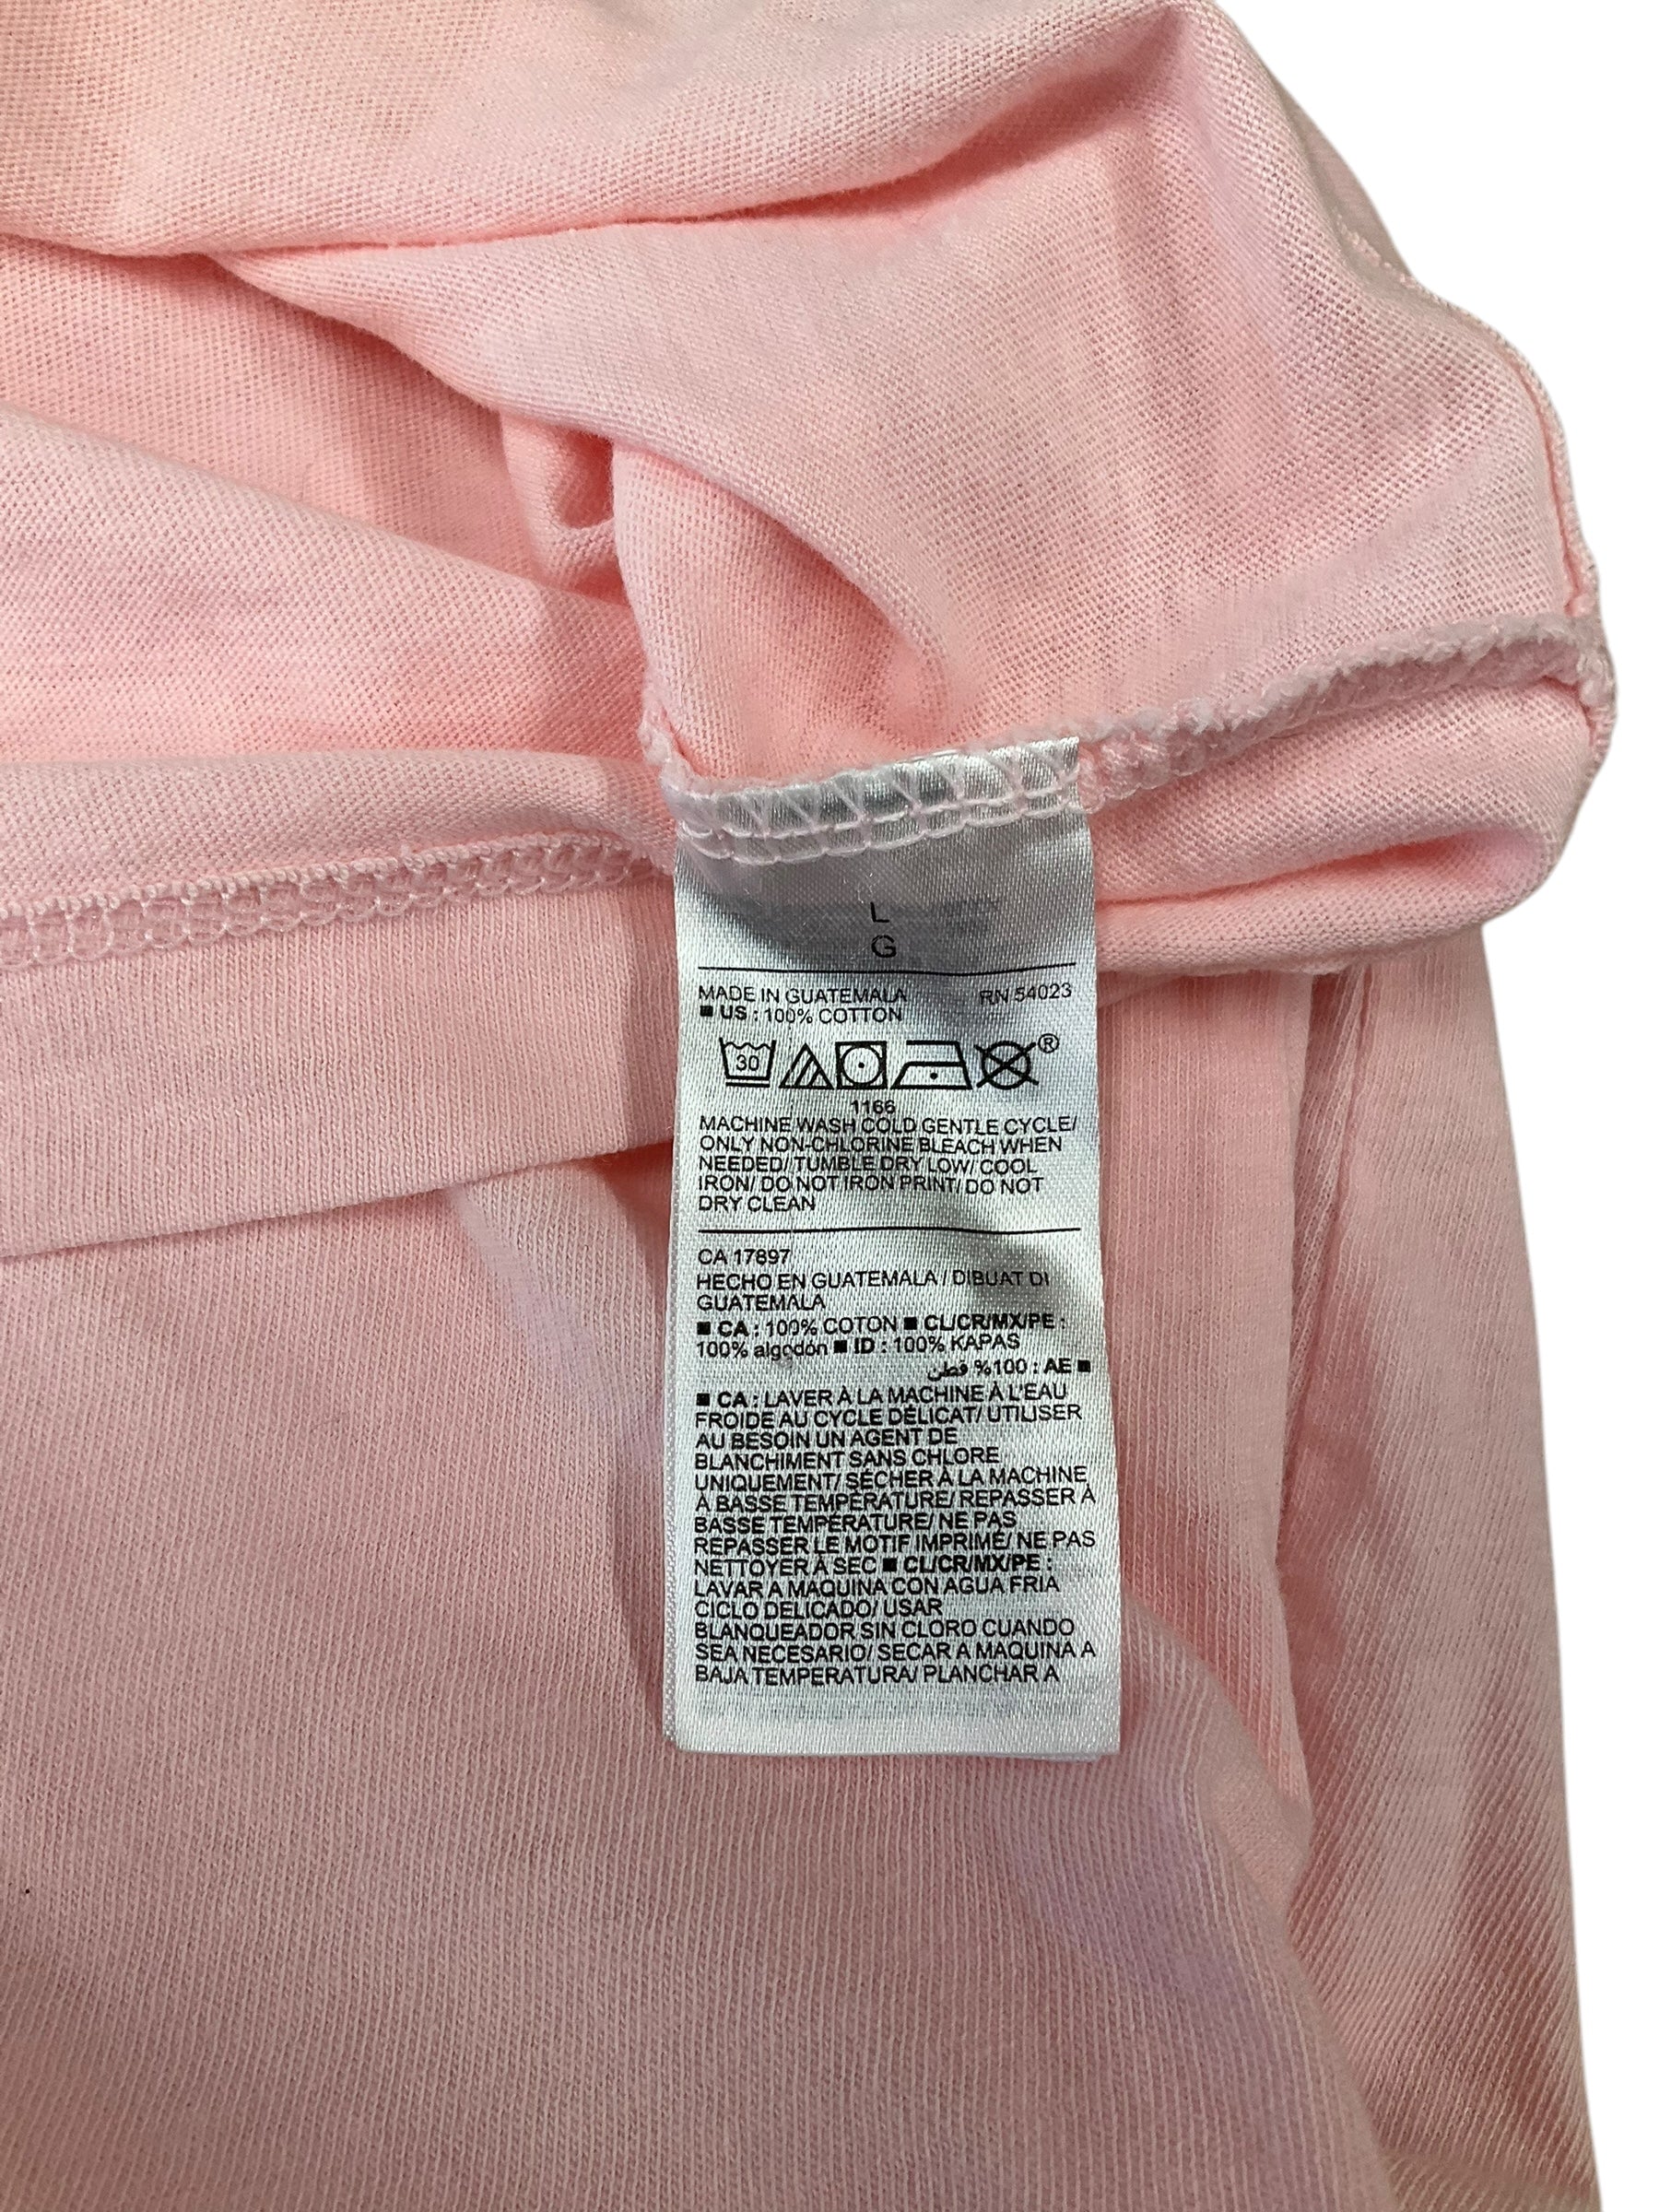 L
G
MADE IN GUATEMALA RN 54023
■ US : 100% COTTON
30 ®
1166
MACHINE WASH COLD GENTLE CYCLE/
ONLY NON-CHLORINE BLEACH WHEN
NEEDED/ TUMBLE DRY LOW/ COOL
IRON/ DO NOT IRON PRINT/ DO NOT
DRY CLEAN
CA 17897
HECHO EN GUATEMALA / DIBUAT DI
GUATEMALA
■ CA : 100% COTON ■ CL/CR/MX/PE :
100% algodón ■ ID : 100% KAPAS
■ AE : 100% قطن
■ CA : LAVER À LA MACHINE À L'EAU
FROIDE AU CYCLE DÉLICAT/ UTILISER
AU BESOIN UN AGENT DE
BLANCHIMENT SANS CHLORE
UNIQUEMENT/ SÉCHER À LA MACHINE
À BASSE TEMPÉRATURE/ REPASSER À
BASSE TEMPÉRATURE/ NE PAS
REPASSER LE MOTIF IMPRIMÉ/ NE PAS
NETTOYER À SEC ■ CL/CR/MX/PE :
LAVAR A MAQUINA CON AGUA FRIA
CICLO DELICADO/ USAR
BLANQUEADOR SIN CLORO CUANDO
SEA NECESARIO/ SECAR A MAQUINA A
BAJA TEMPERATURA/ PLANCHAR A